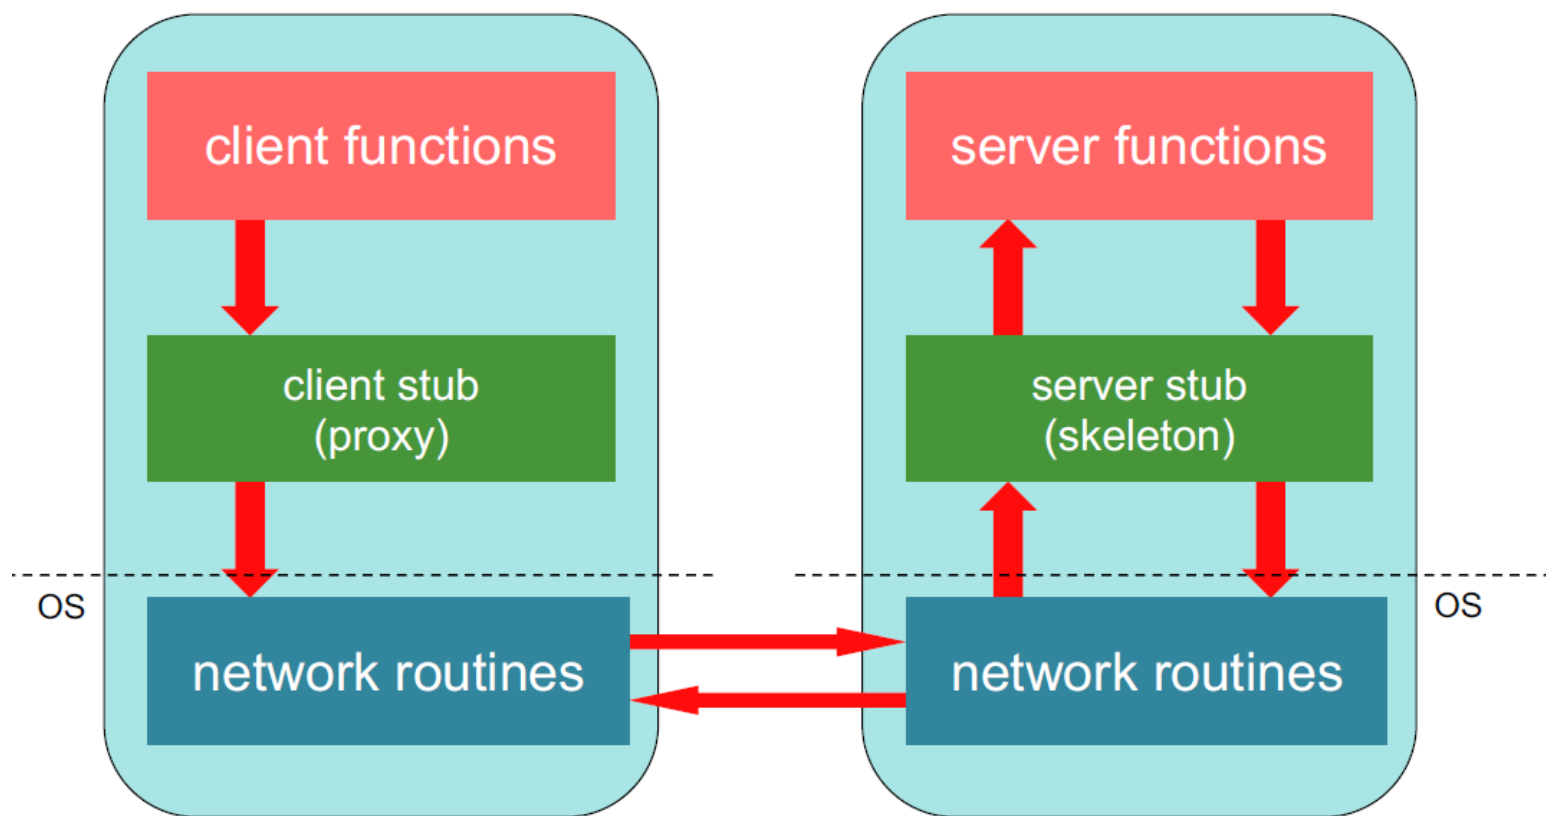 client functions
client stub
(proxy)
OS
network routines
server functions
server stub
(skeleton)
OS
network routines